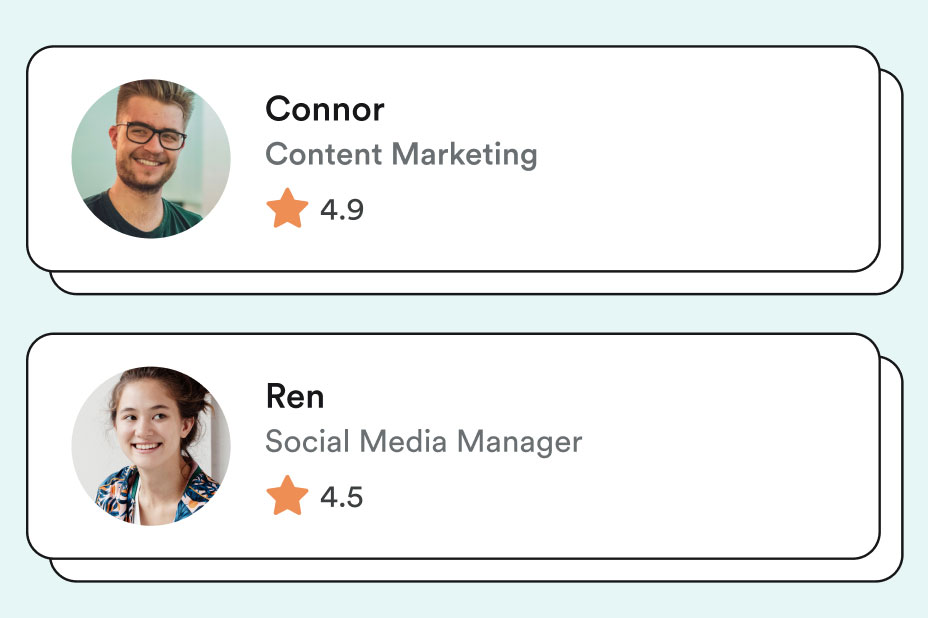 Connor
Content Marketing
4.9
Ren
Social Media Manager
4.5